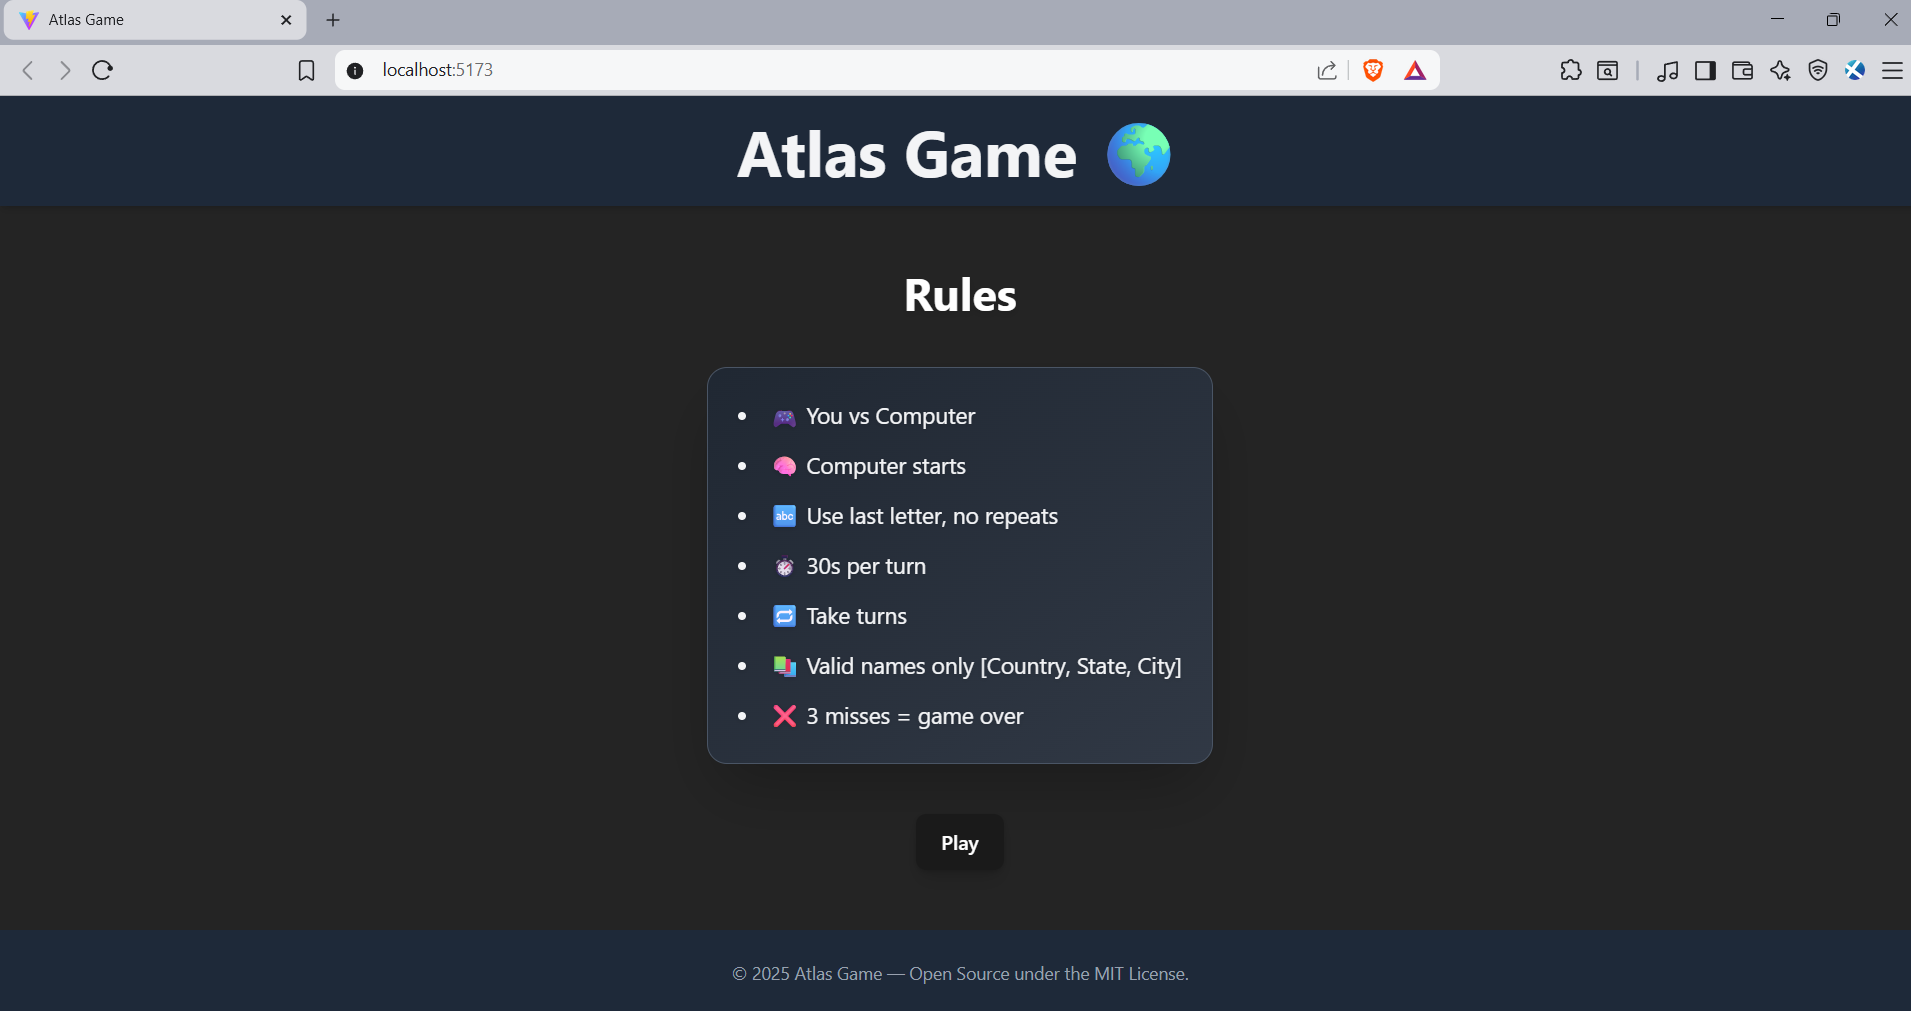 Atlas Game
localhost:5173
Atlas Game 🌍
Rules
• 🎮 You vs Computer
• 🧠 Computer starts
• 🔤 Use last letter, no repeats
• ⏱️ 30s per turn
• 🔁 Take turns
• 📚 Valid names only [Country, State, City]
• ❌ 3 misses = game over
Play
© 2025 Atlas Game — Open Source under the MIT License.